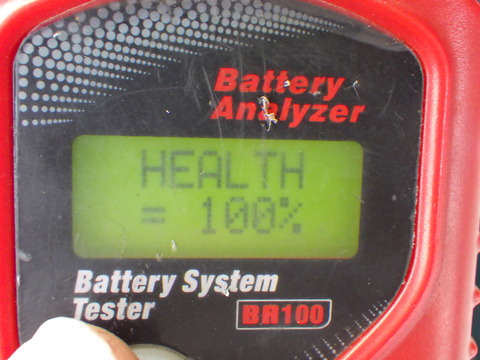 Battery
Analyzer
HEALTH
= 100%
Battery System
Tester
BR100